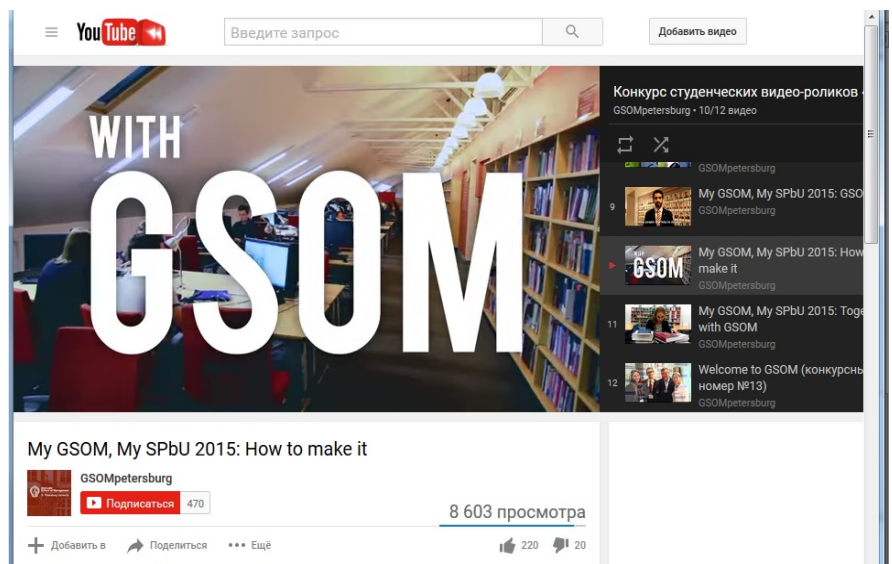 YouTube
Введите запрос
Добавить видео
WITH
GSOM
Конкурс студенческих видео-роликов
GSOMpetersburg • 10/12 видео
GSOMpetersburg
9
My GSOM, My SPbU 2015: GSO
GSOMpetersburg
WITH
GSOM
My GSOM, My SPbU 2015: How
make it
GSOMpetersburg
11
My GSOM, My SPbU 2015: Toge
with GSOM
GSOMpetersburg
12
Welcome to GSOM (конкурсны
номер №13)
GSOMpetersburg
My GSOM, My SPbU 2015: How to make it
GSOMpetersburg
Подписаться 470
8 603 просмотра
Добавить в Поделиться Ещё 220 20